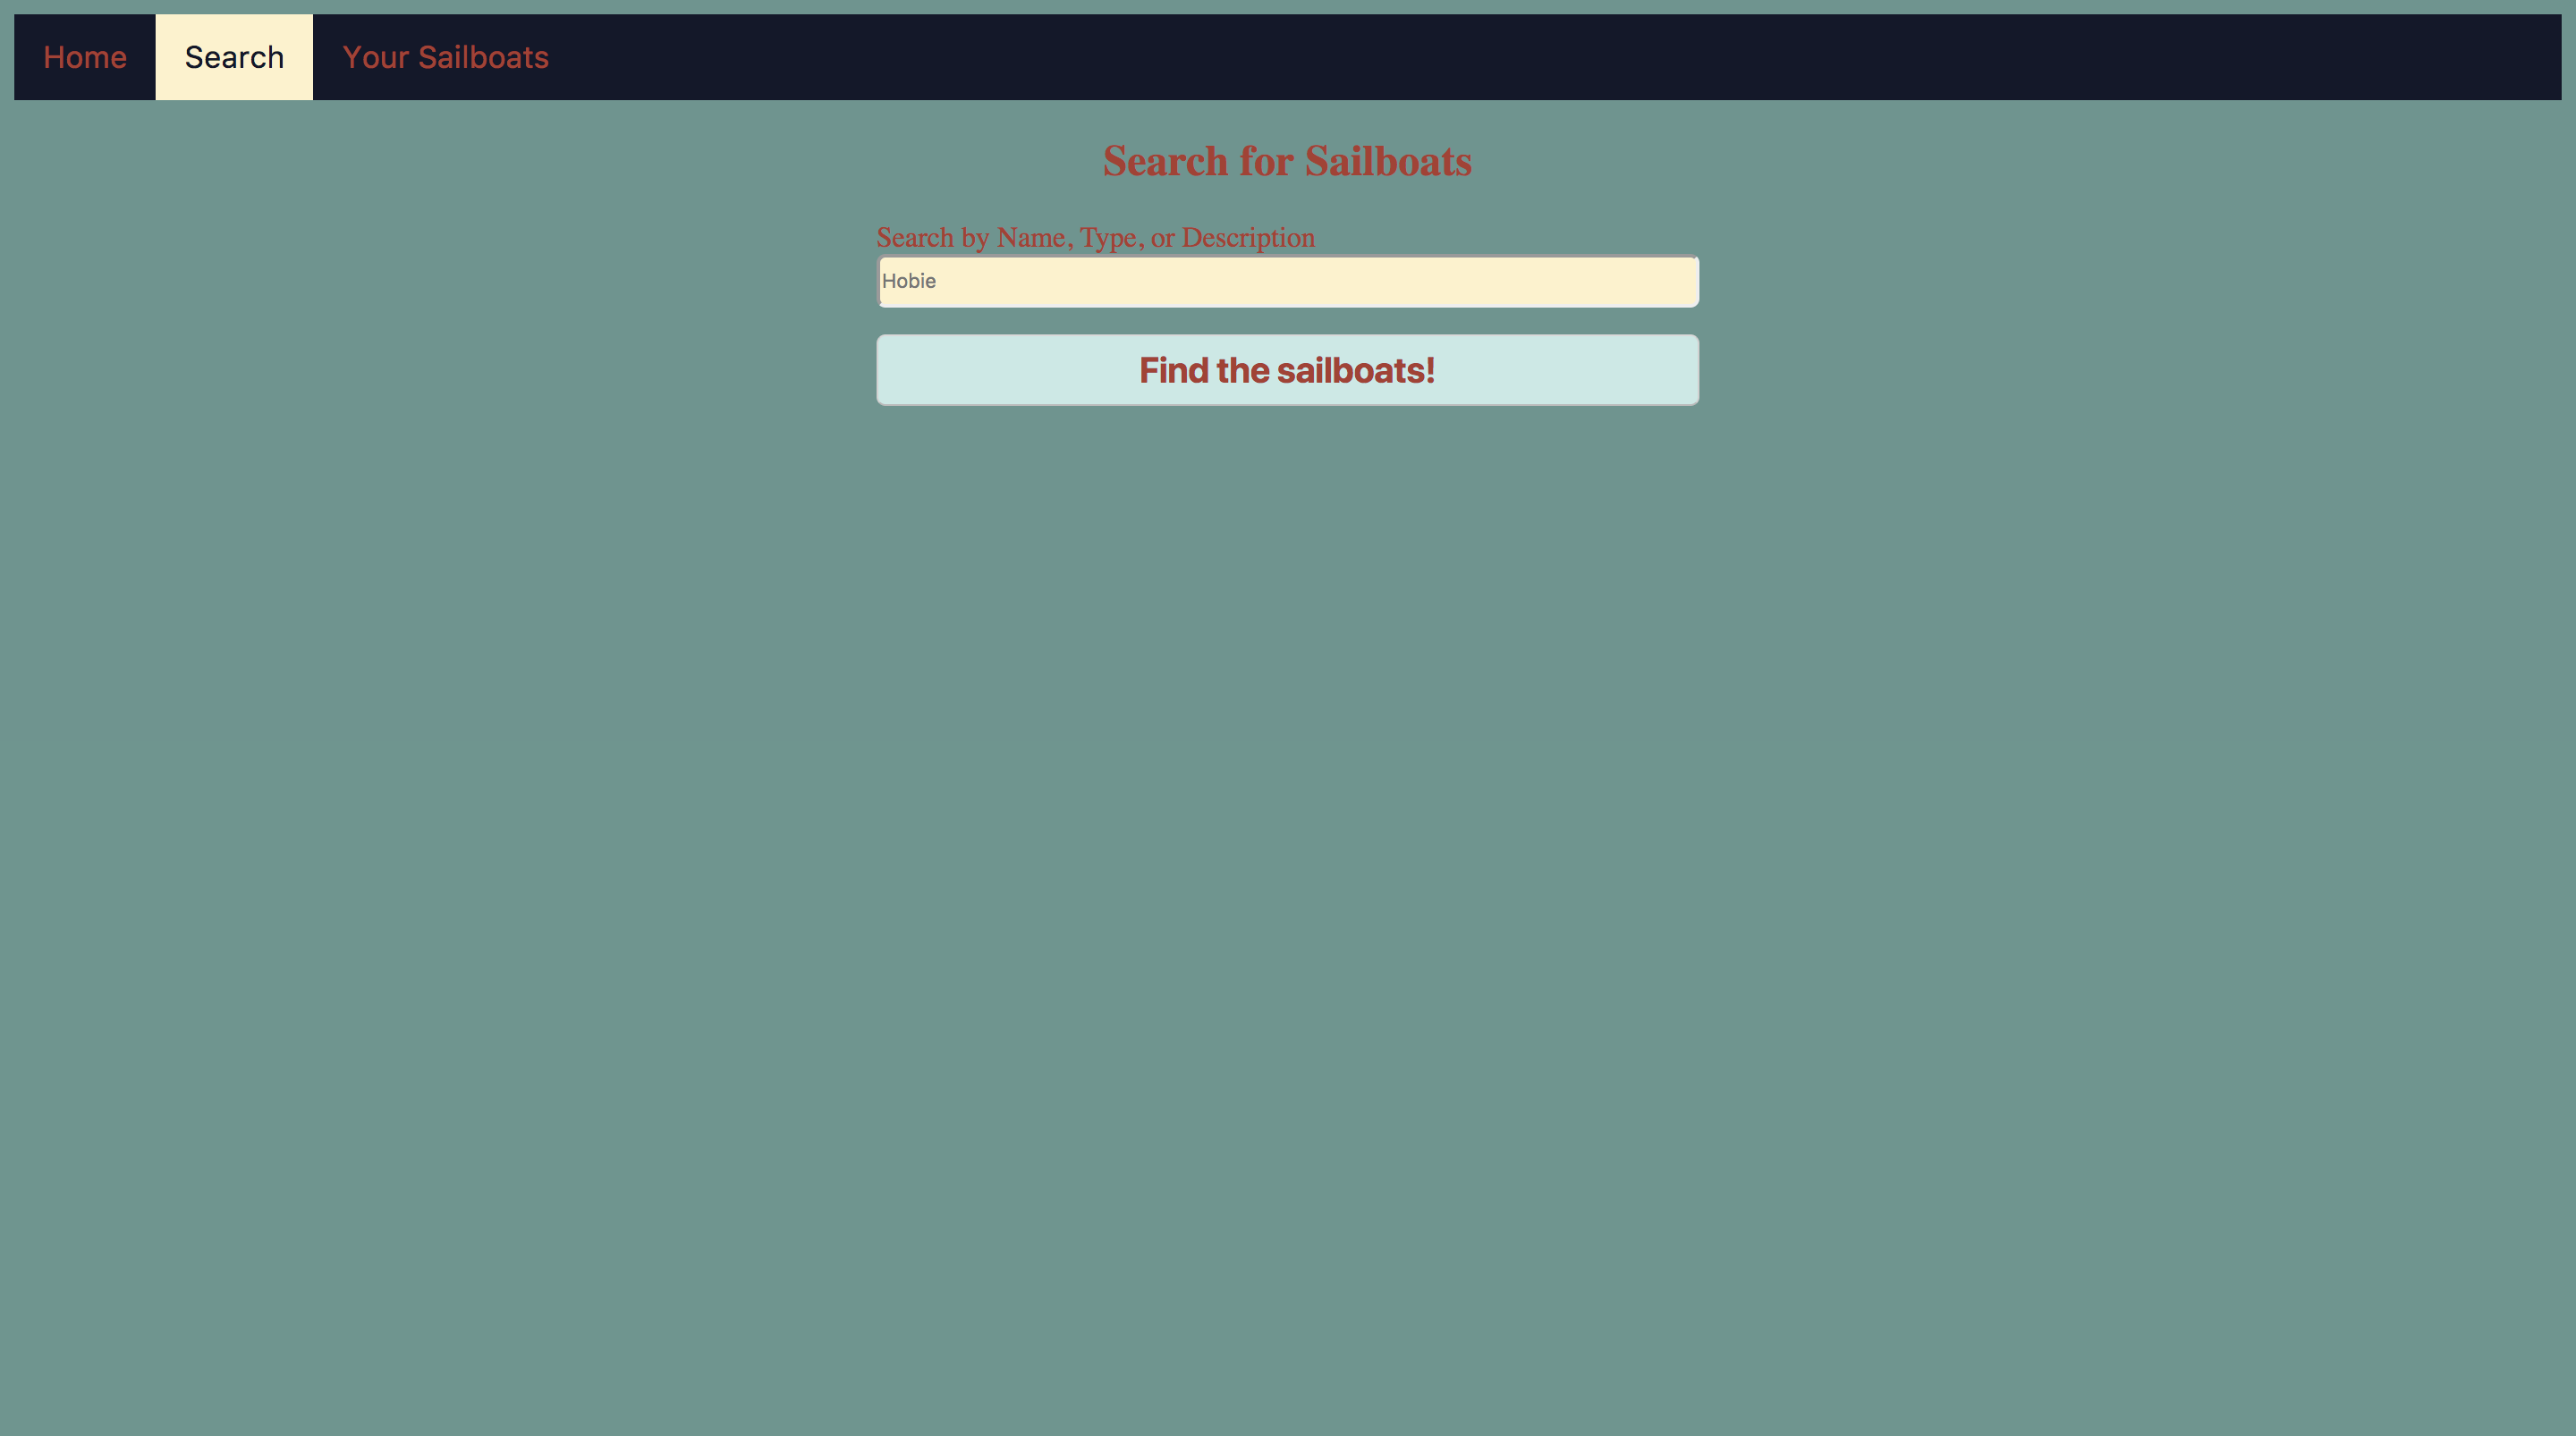 Home Search Your Sailboats
Search for Sailboats
Search by Name, Type, or Description
Hobie
Find the sailboats!